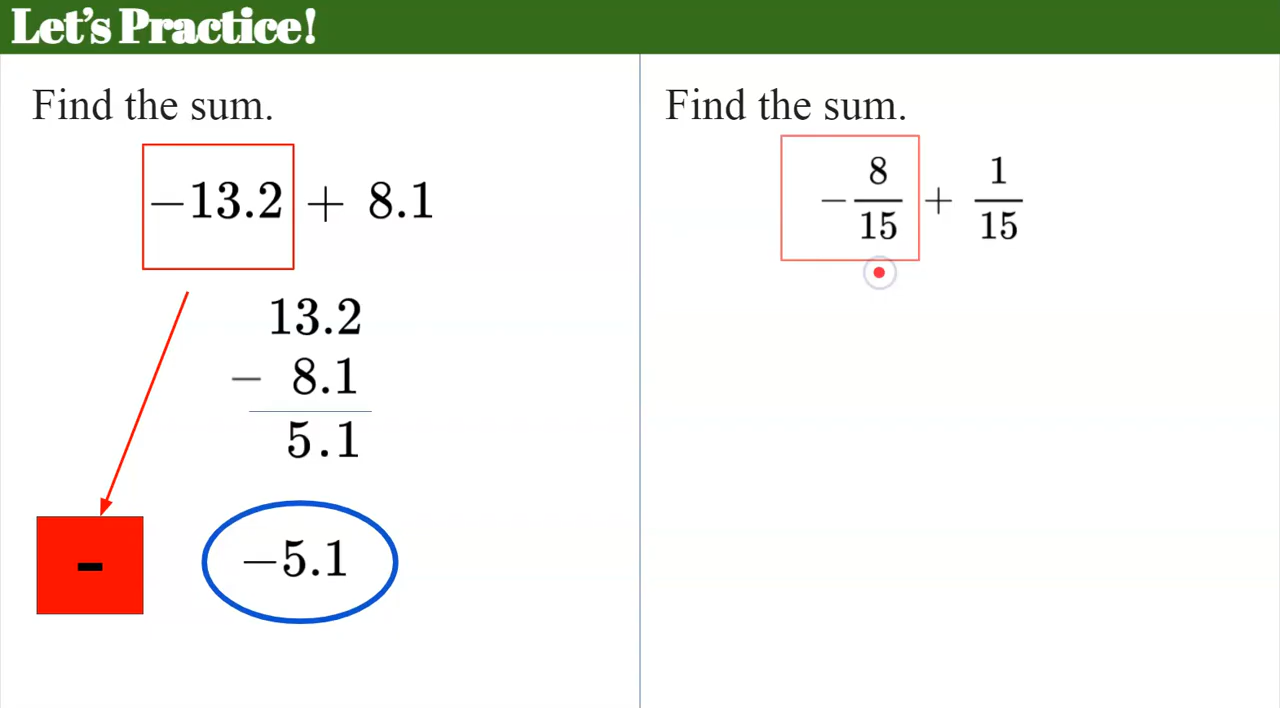 Let's Practice!
Find the sum.
−13.2 + 8.1
13.2
− 8.1
5.1
-
−5.1
Find the sum.
−8/15 + 1/15